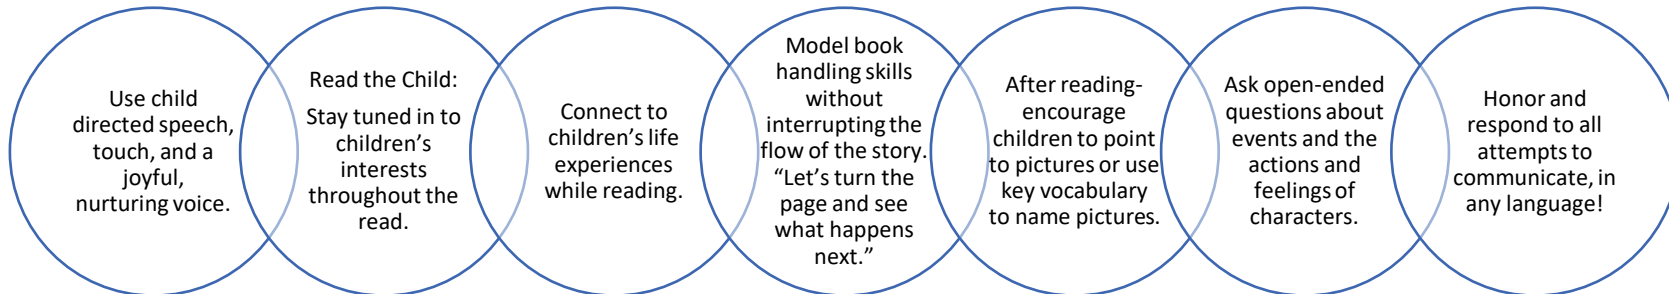 Use child
directed speech,
touch, and a
joyful,
nurturing voice.
Read the Child:
Stay tuned in to
children’s
interests
throughout the
read.
Connect to
children’s life
experiences
while reading.
Model book
handling skills
without
interrupting the
flow of the story.
“Let’s turn the
page and see
what happens
next.”
After reading-
encourage
children to point
to pictures or use
key vocabulary
to name pictures.
Ask open-ended
questions about
events and the
actions and
feelings of
characters.
Honor and
respond to all
attempts to
communicate, in
any language!